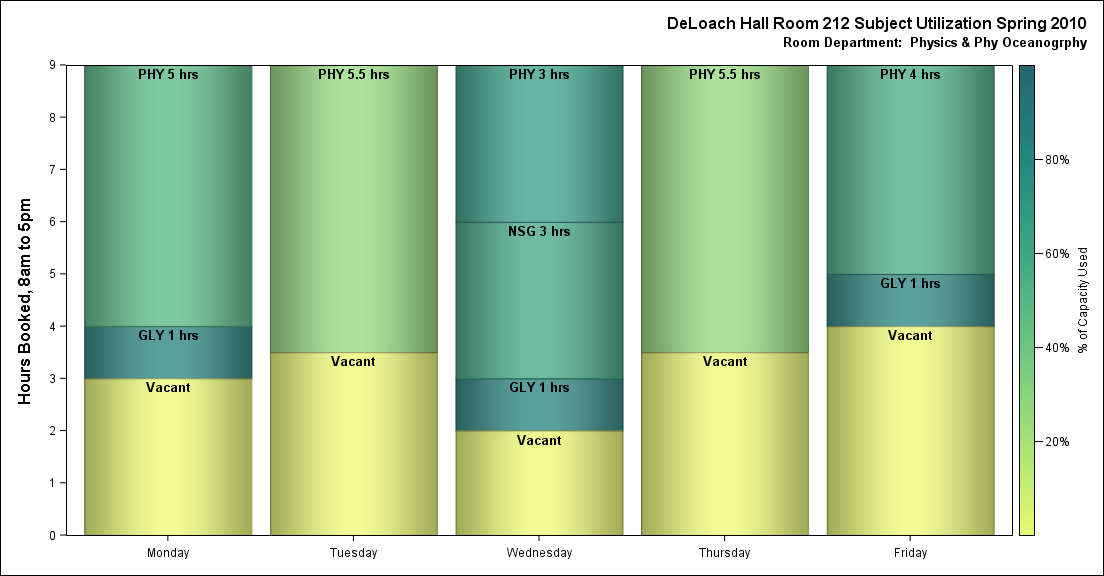 DeLoach Hall Room 212 Subject Utilization Spring 2010
Room Department:  Physics & Phy Oceanogrphy
Hours Booked, 8am to 5pm
9
8
7
6
5
4
3
2
1
0
PHY 5 hrs
GLY 1 hrs
Vacant
PHY 5.5 hrs
Vacant
PHY 3 hrs
NSG 3 hrs
GLY 1 hrs
Vacant
PHY 5.5 hrs
Vacant
PHY 4 hrs
GLY 1 hrs
Vacant
Monday
Tuesday
Wednesday
Thursday
Friday
80%
60%
40%
20%
% of Capacity Used